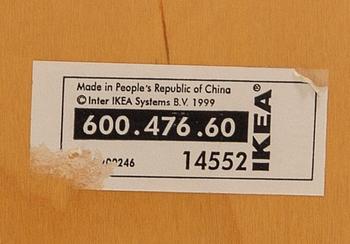 Made in People's Republic of China
© Inter IKEA Systems B.V. 1999
600.476.60
14552
IKEA®